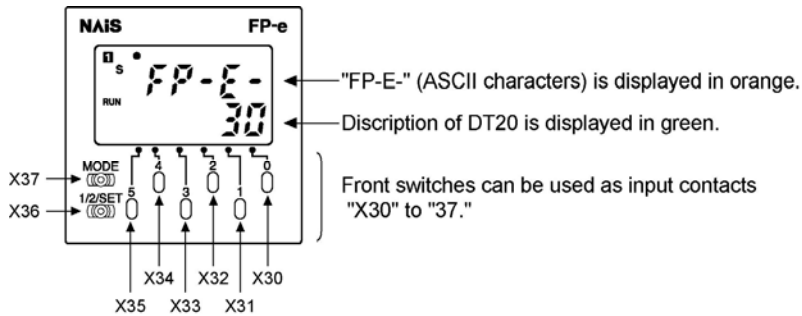 NAiS FP-e
1 S FP-E-
"FP-E-" (ASCII characters) is displayed in orange.
RUN 30
Discription of DT20 is displayed in green.
X37 MODE 4 2 0
X36 1/2/SET 5 3 1
Front switches can be used as input contacts
"X30" to "37."
X34 X32 X30
X35 X33 X31